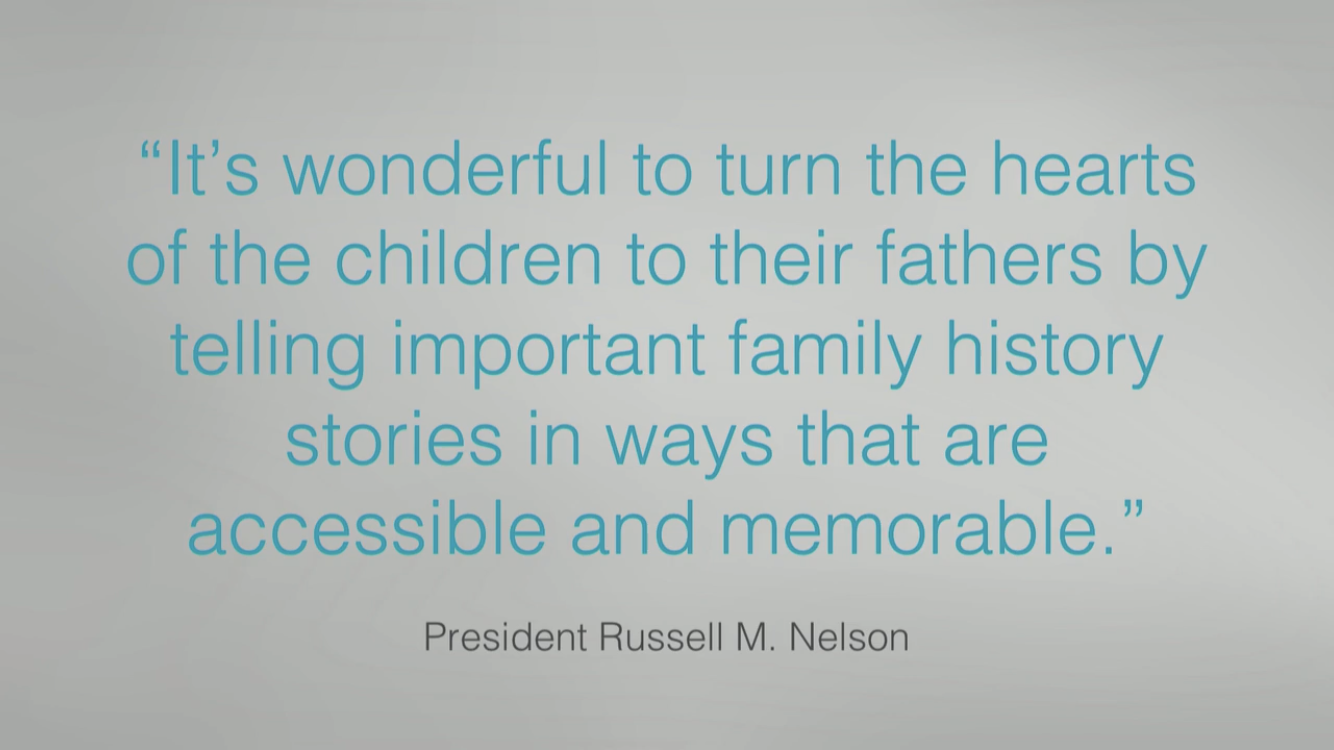 “It’s wonderful to turn the hearts
of the children to their fathers by
telling important family history
stories in ways that are
accessible and memorable.”
President Russell M. Nelson